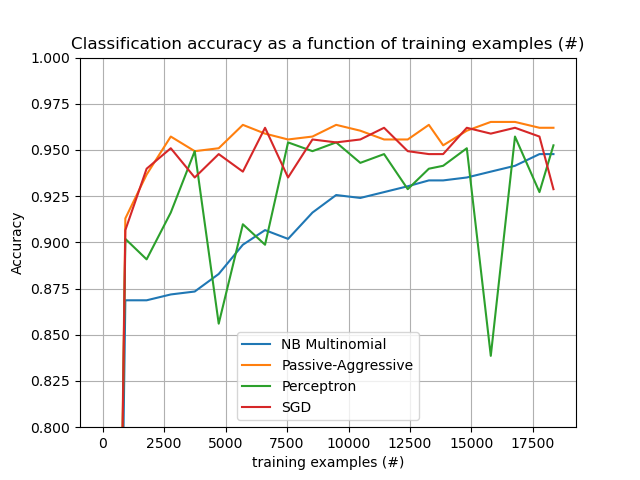 Classification accuracy as a function of training examples (#)
1.000
0.975
0.950
0.925
0.900
0.875
0.850
0.825
0.800
Accuracy
NB Multinomial
Passive-Aggressive
Perceptron
SGD
0 2500 5000 7500 10000 12500 15000 17500
training examples (#)